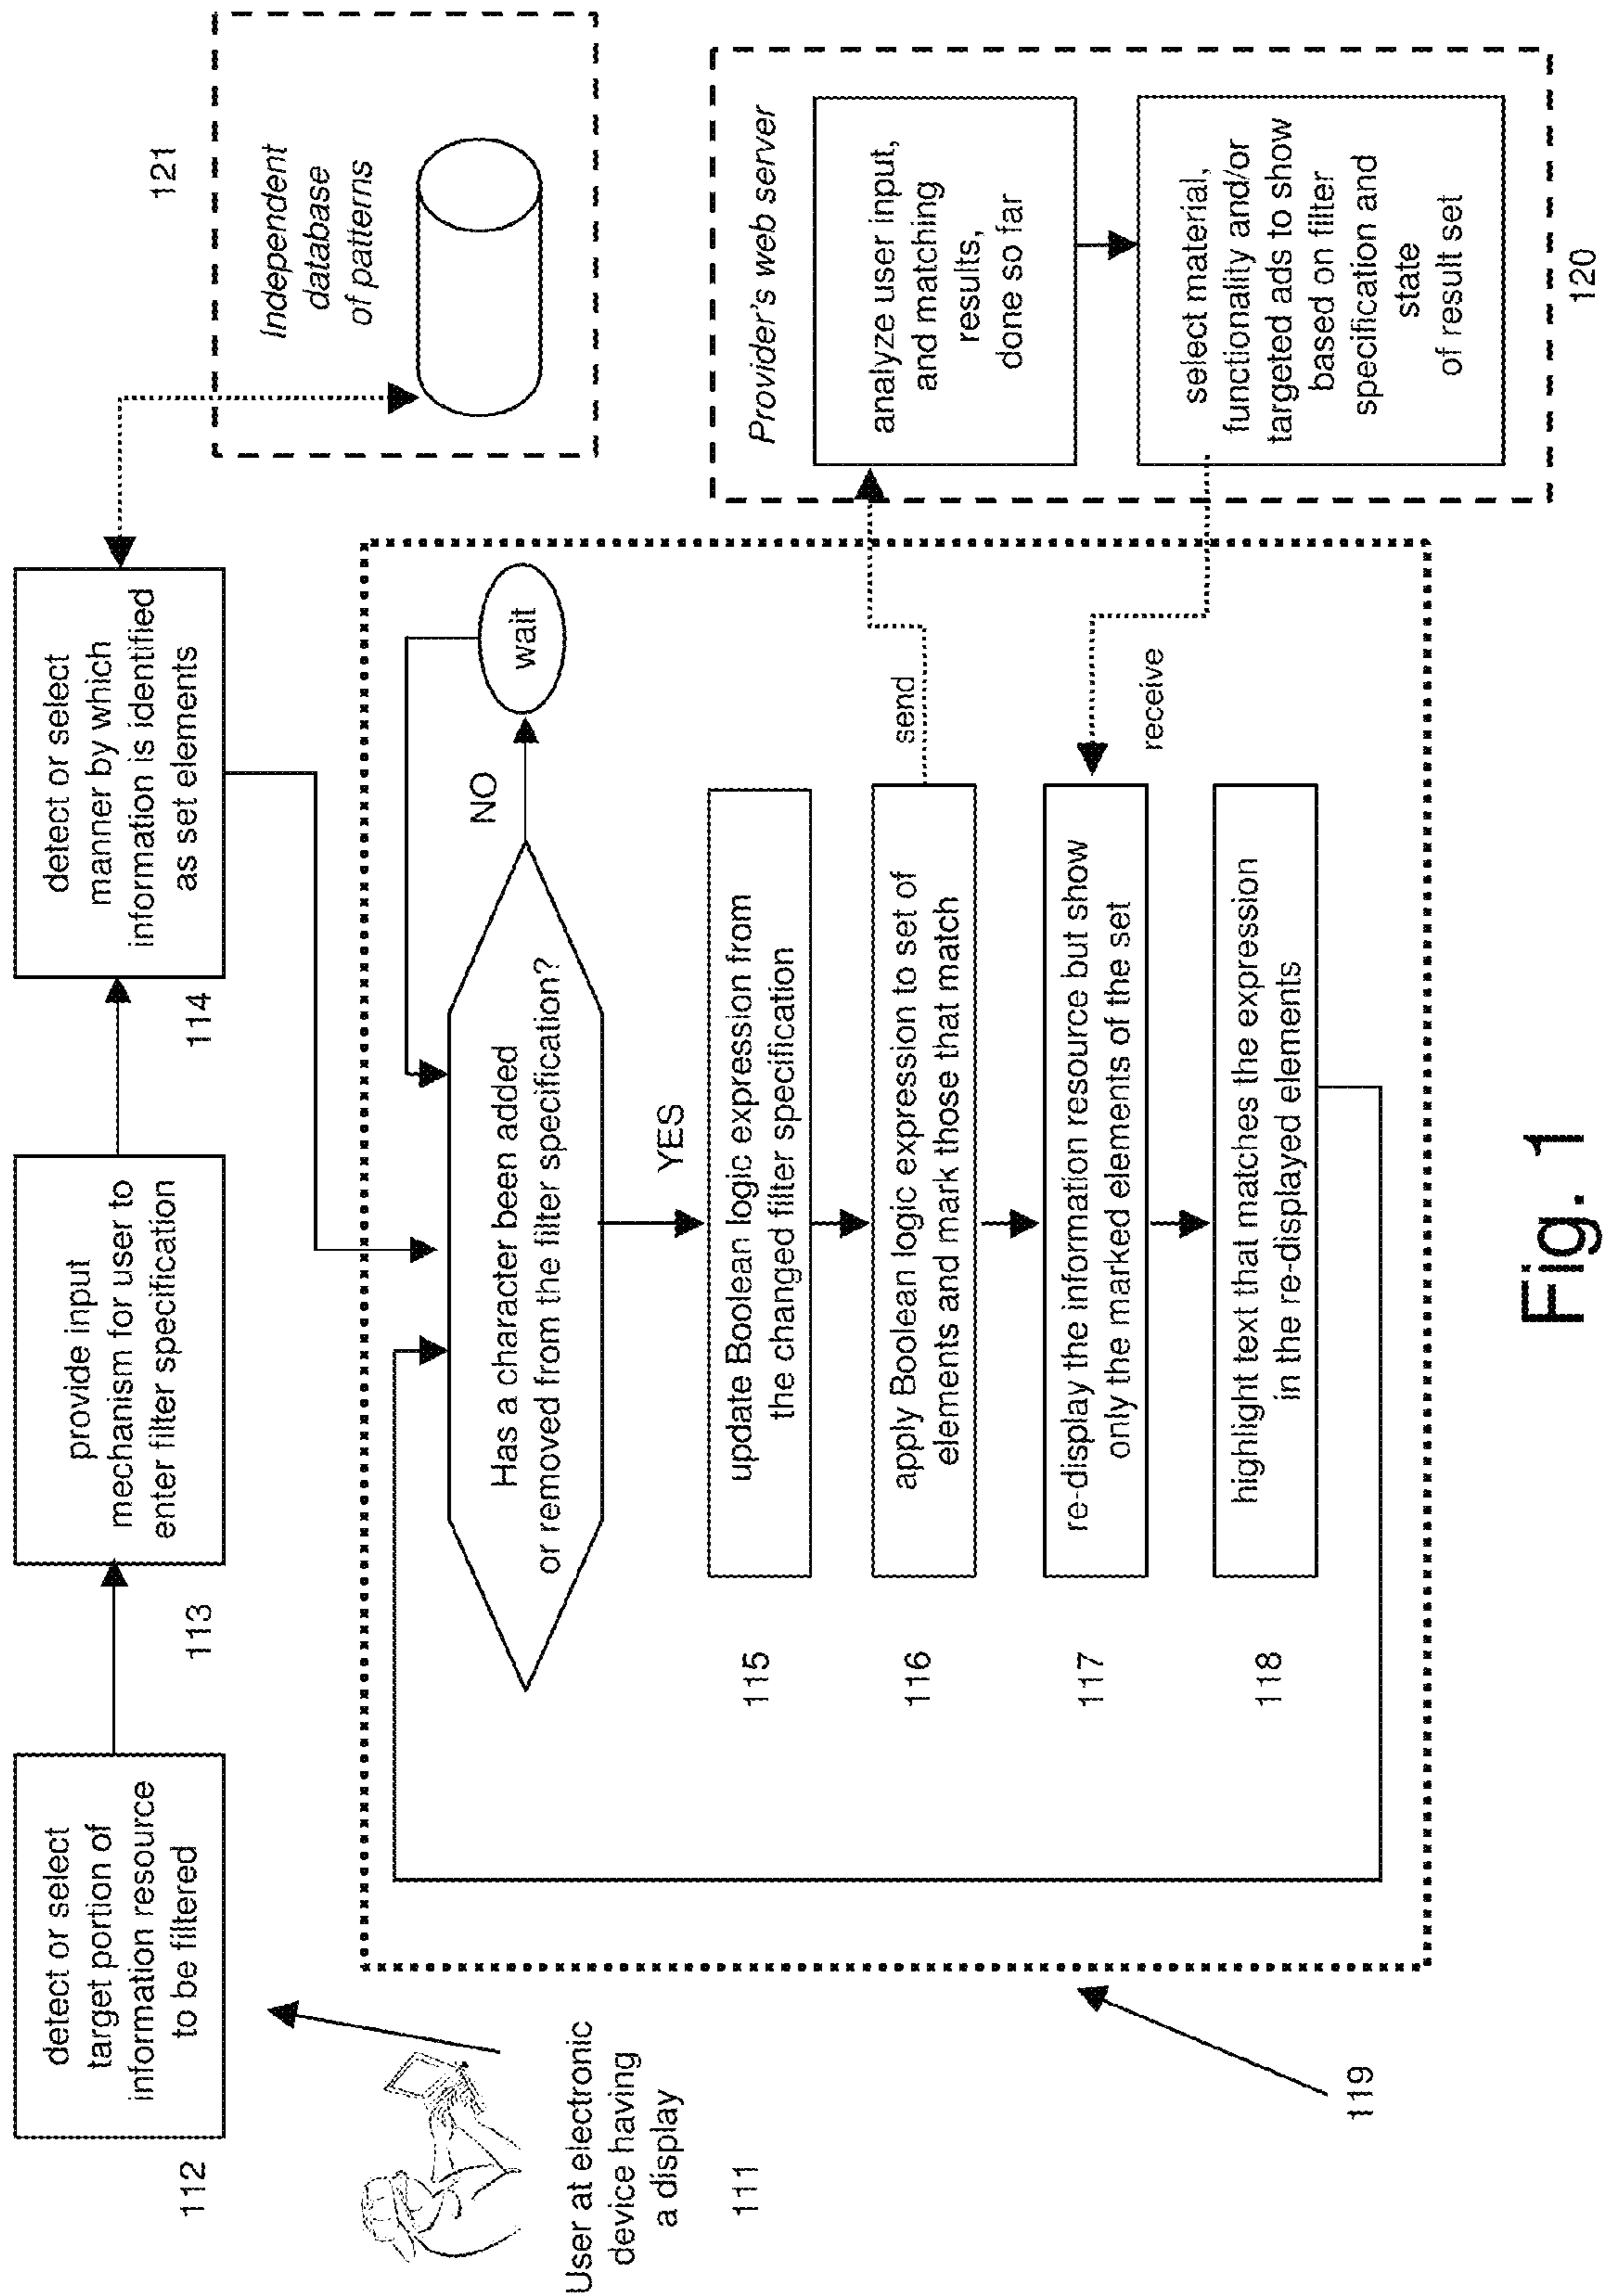 detect or select
target portion of
information resource
to be filtered
112
provide input
mechanism for user to
enter filter specification
113
detect or select
manner by which
information is identified
as set elements
114
121
Independent
database
of patterns
User at electronic
device having
a display
111
Has a character been added
or removed from the filter specification?
NO
wait
YES
update Boolean logic expression from
the changed filter specification
115
apply Boolean logic expression to set of
elements and mark those that match
116
send
re-display the information resource but show
only the marked elements of the set
117
receive
highlight text that matches the expression
in the re-displayed elements
118
119
Provider's web server
analyze user input,
and matching
results,
done so far
select material,
functionality and/or
targeted ads to show
based on filter
specification and
state
of result set
120
Fig. 1